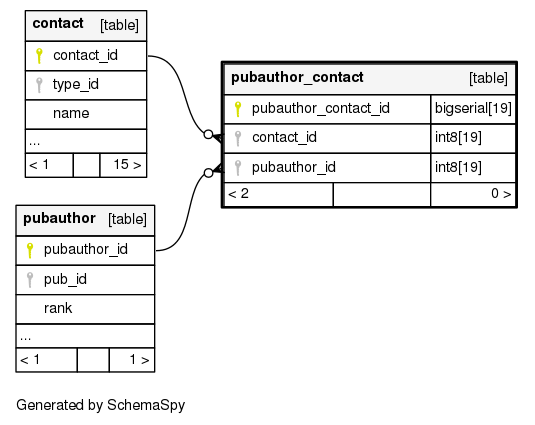 contact [table]
contact_id
type_id
name
...
< 1 15 >
pubauthor_contact [table]
pubauthor_contact_id bigserial[19]
contact_id int8[19]
pubauthor_id int8[19]
< 2 0 >
pubauthor [table]
pubauthor_id
pub_id
rank
...
< 1 1 >
Generated by SchemaSpy